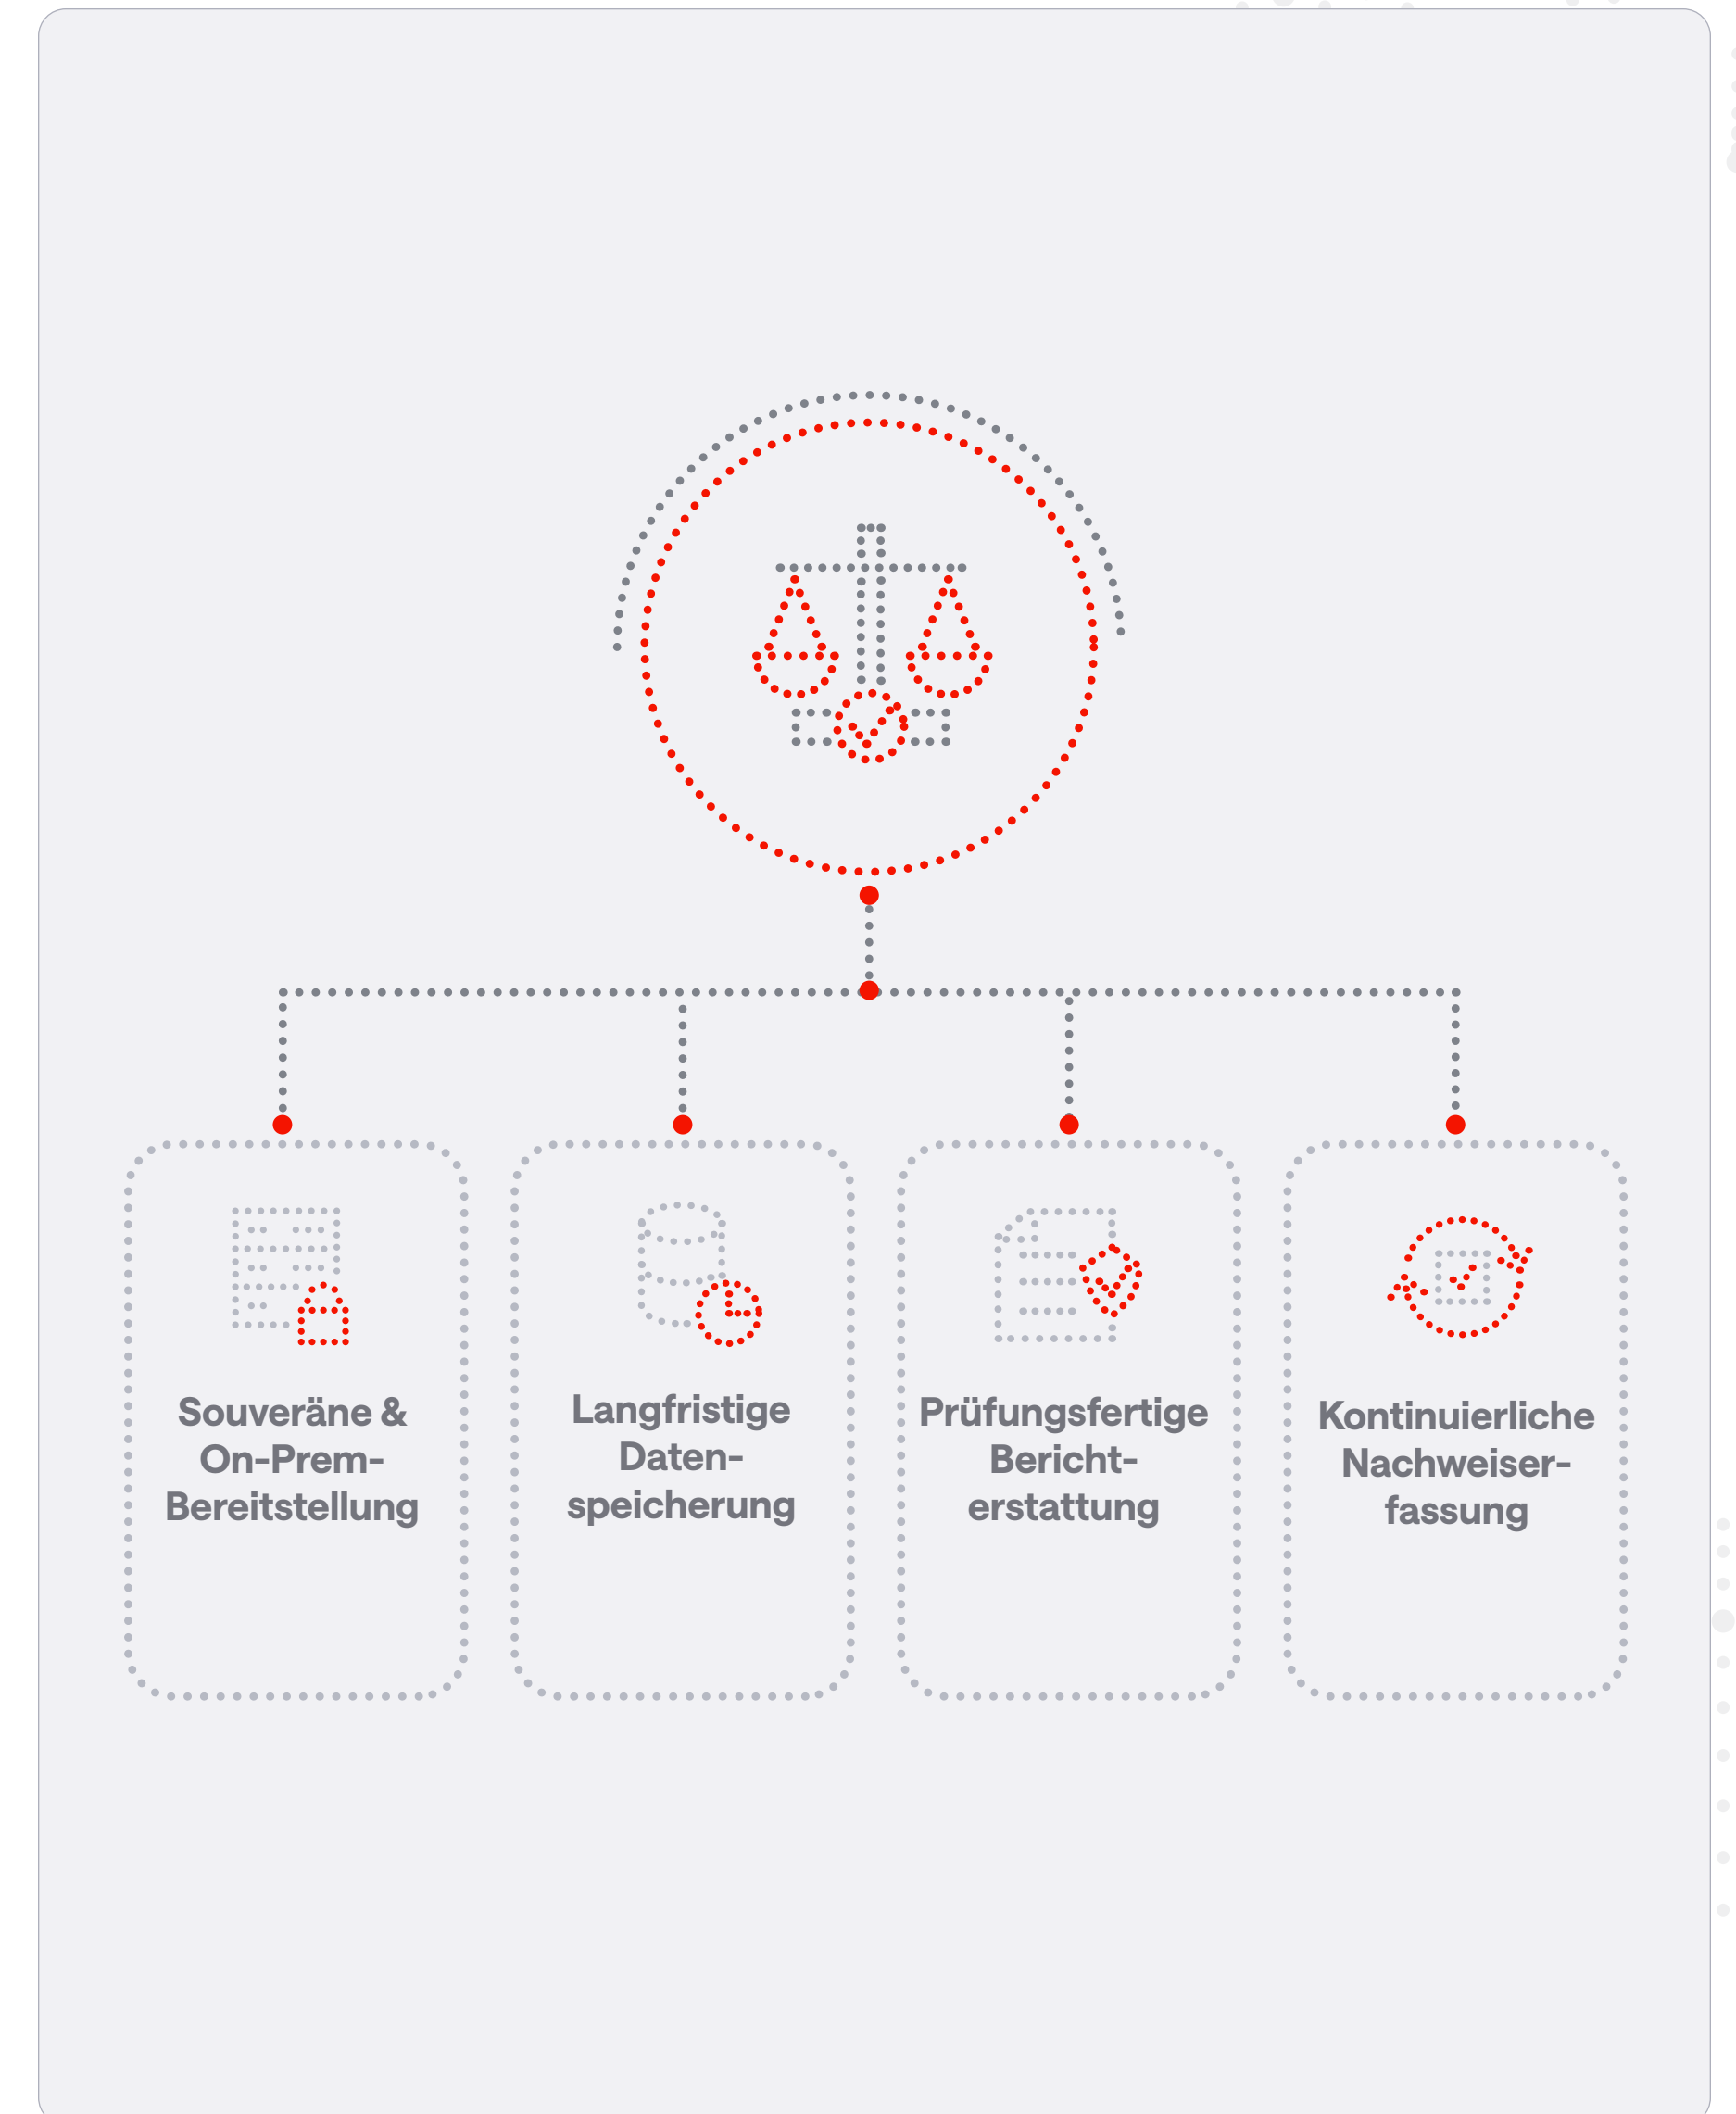 Souveräne &
On-Prem-
Bereitstellung
Langfristige
Daten-
speicherung
Prüfungsfertige
Bericht-
erstattung
Kontinuierliche
Nachweiser-
fassung